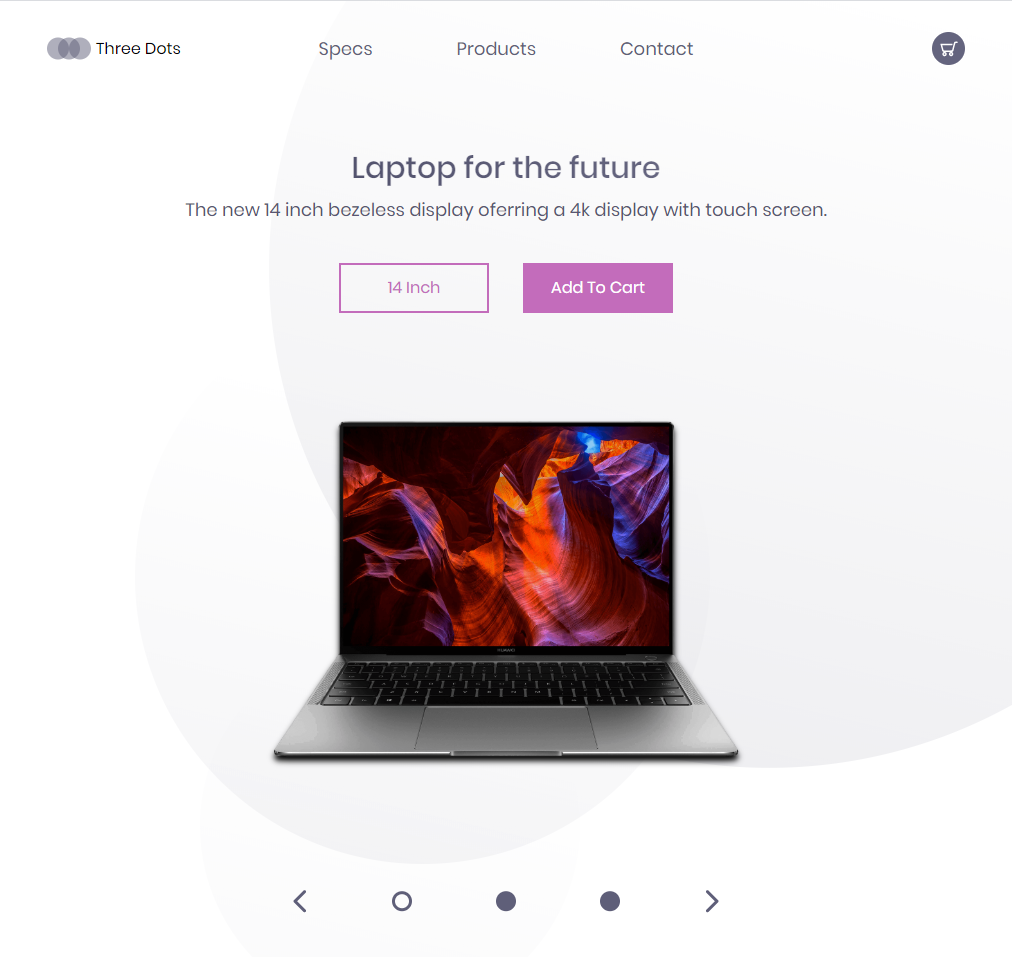 Three Dots
Specs
Products
Contact
Laptop for the future
The new 14 inch bezeless display oferring a 4k display with touch screen.
14 Inch
Add To Cart
HUAWEI